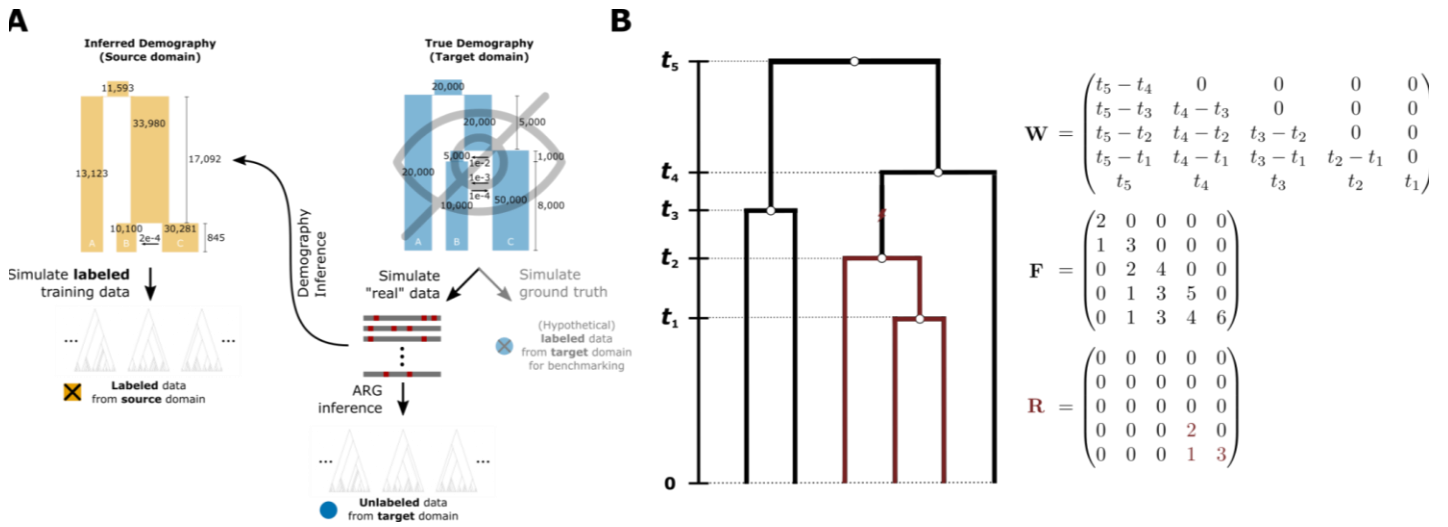 A
Inferred Demography
(Source domain)
11,593
33,980
17,092
13,123
10,100
30,281
2e-4
845
A
B
C
Simulate labeled
training data
...
...
Labeled data
from source domain
Demography
Inference
True Demography
(Target domain)
20,000
20,000
5,000
5,000
1,000
1e-2
20,000
1e-3
1e-4
10,000
50,000
8,000
A
B
C
Simulate
"real" data
Simulate
ground truth
(Hypothetical)
labeled data
from target domain
for benchmarking
ARG
inference
...
...
Unlabeled data
from target domain
B
t5
t4
t3
t2
t1
0
W =
t5 − t4 0 0 0 0
t5 − t3 t4 − t3 0 0 0
t5 − t2 t4 − t2 t3 − t2 0 0
t5 − t1 t4 − t1 t3 − t1 t2 − t1 0
t5 t4 t3 t2 t1
F =
2 0 0 0 0
1 3 0 0 0
0 2 4 0 0
0 1 3 5 0
0 1 3 4 6
R =
0 0 0 0 0
0 0 0 0 0
0 0 0 0 0
0 0 0 2 0
0 0 0 1 3